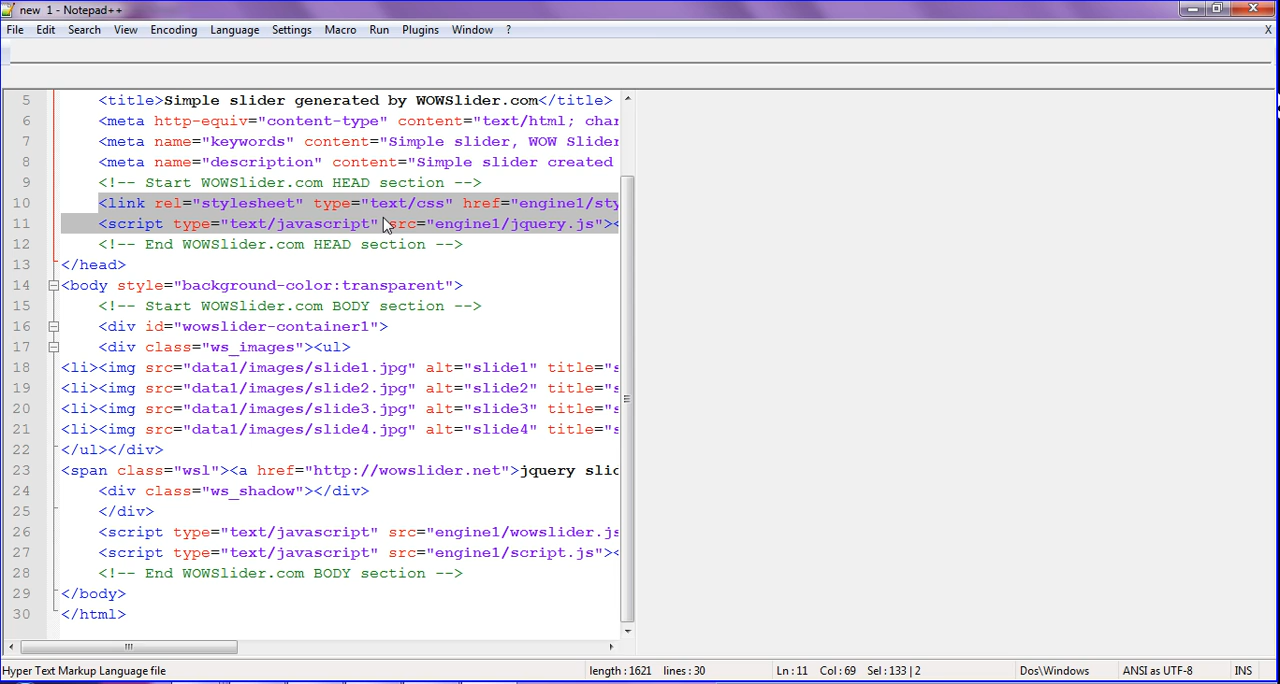 new 1 - Notepad++
File Edit Search View Encoding Language Settings Macro Run Plugins Window ? X
5 <title>Simple slider generated by WOWSlider.com</title>
6 <meta http-equiv="content-type" content="text/html; char
7 <meta name="keywords" content="Simple slider, WOW Slider
8 <meta name="description" content="Simple slider created
9 <!-- Start WOWSlider.com HEAD section -->
10 <link rel="stylesheet" type="text/css" href="engine1/sty
11 <script type="text/javascript" src="engine1/jquery.js"><
12 <!-- End WOWSlider.com HEAD section -->
13 </head>
14 <body style="background-color:transparent">
15 <!-- Start WOWSlider.com BODY section -->
16 <div id="wowslider-container1">
17 <div class="ws_images"><ul>
18 <li><img src="data1/images/slide1.jpg" alt="slide1" title="s
19 <li><img src="data1/images/slide2.jpg" alt="slide2" title="s
20 <li><img src="data1/images/slide3.jpg" alt="slide3" title="s
21 <li><img src="data1/images/slide4.jpg" alt="slide4" title="s
22 </ul></div>
23 <span class="wsl"><a href="http://wowslider.net">jquery slid
24 <div class="ws_shadow"></div>
25 </div>
26 <script type="text/javascript" src="engine1/wowslider.js
27 <script type="text/javascript" src="engine1/script.js"><
28 <!-- End WOWSlider.com BODY section -->
29 </body>
30 </html>
Hyper Text Markup Language file length : 1621 lines : 30 Ln : 11 Col : 69 Sel : 133 | 2 Dos\Windows ANSI as UTF-8 INS